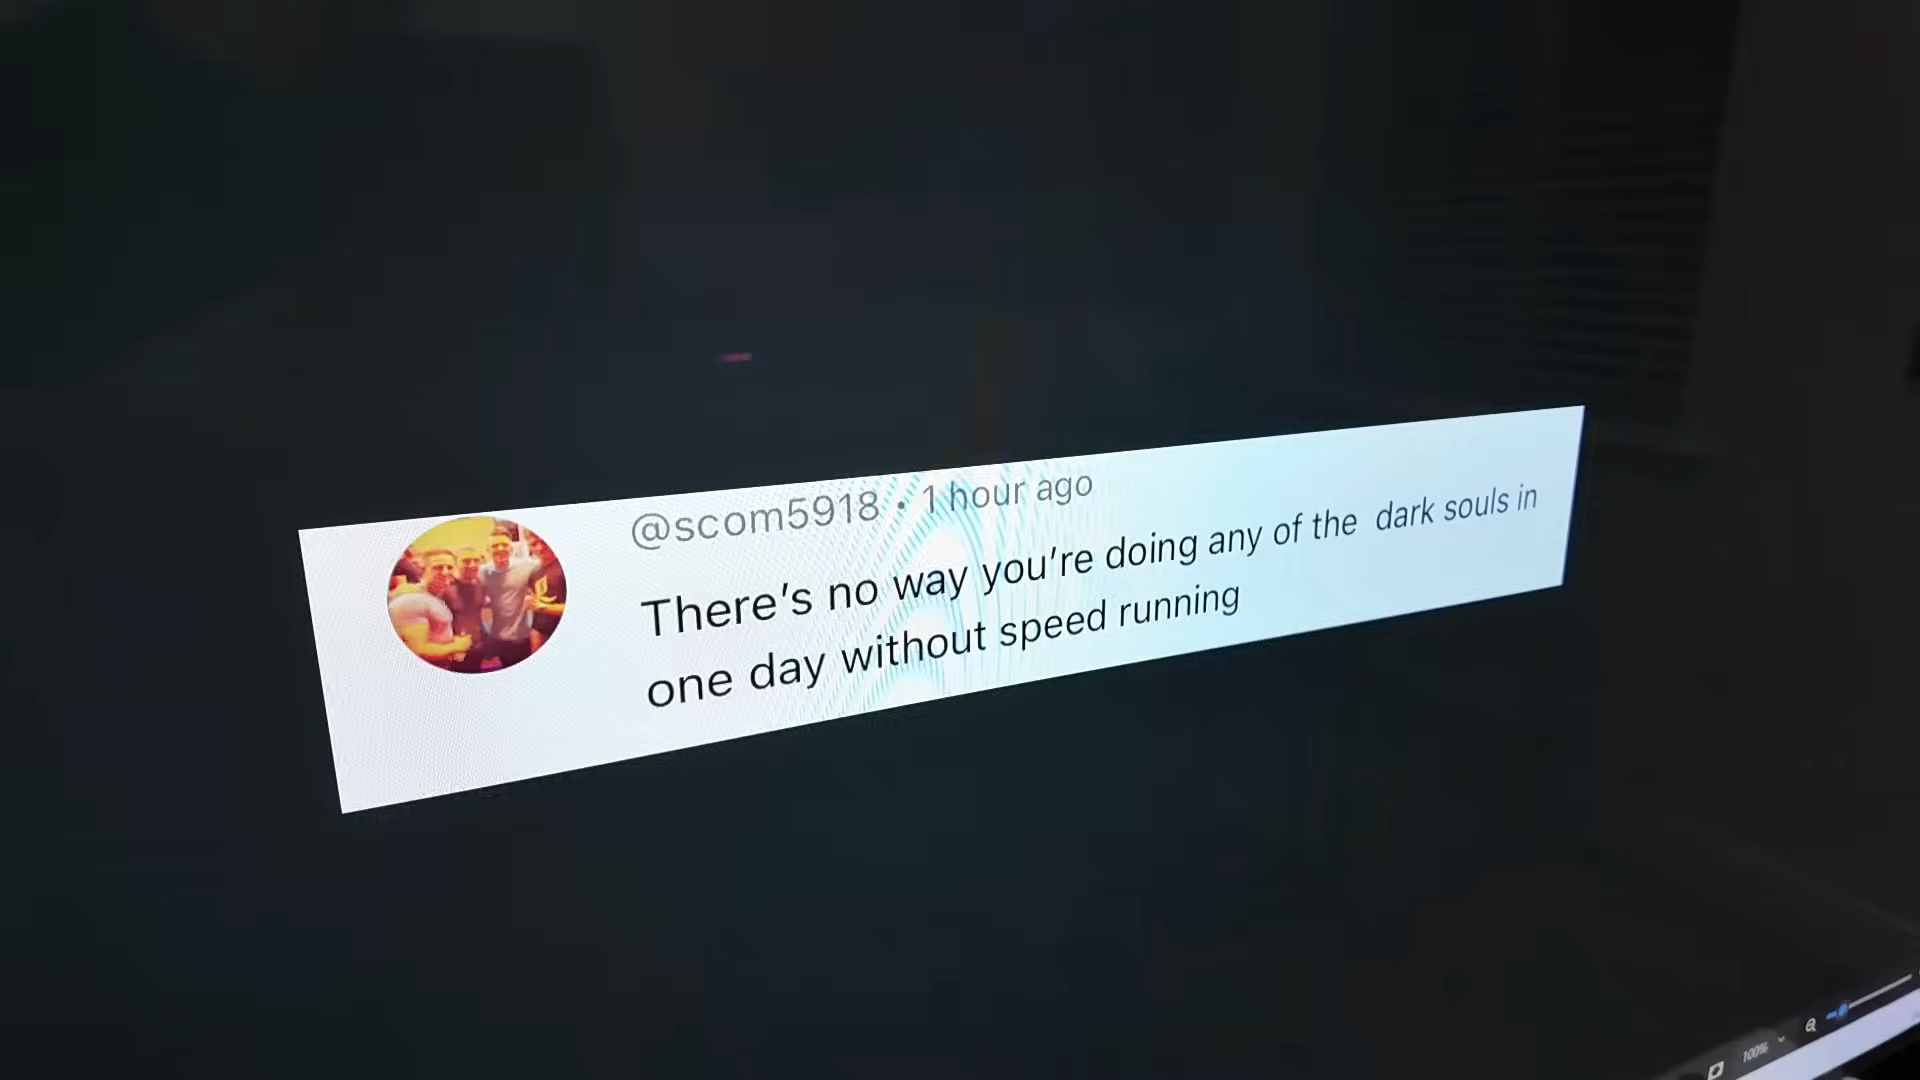 @scom5918 • 1 hour ago
There's no way you're doing any of the dark souls in
one day without speed running
100%